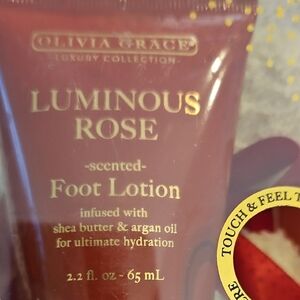 OLIVIA GRACE
LUXURY COLLECTION
LUMINOUS
ROSE
-scented-
Foot Lotion
infused with
shea butter & argan oil
for ultimate hydration
2.2 fl. oz - 65 mL
TOUCH & FEEL T